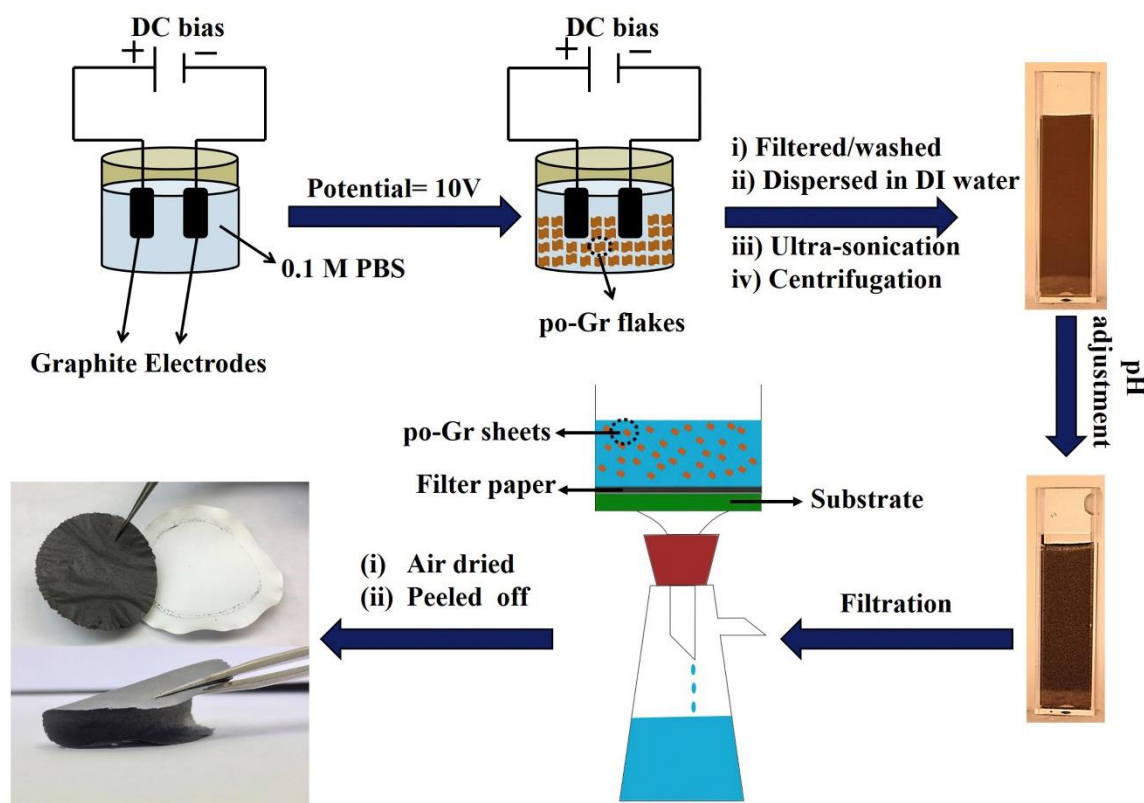 DC bias
+ −
DC bias
+ −
Potential= 10V
0.1 M PBS
Graphite Electrodes
po-Gr flakes
i) Filtered/washed
ii) Dispersed in DI water
iii) Ultra-sonication
iv) Centrifugation
pH
adjustment
po-Gr sheets
Filter paper
Substrate
Filtration
(i) Air dried
(ii) Peeled off